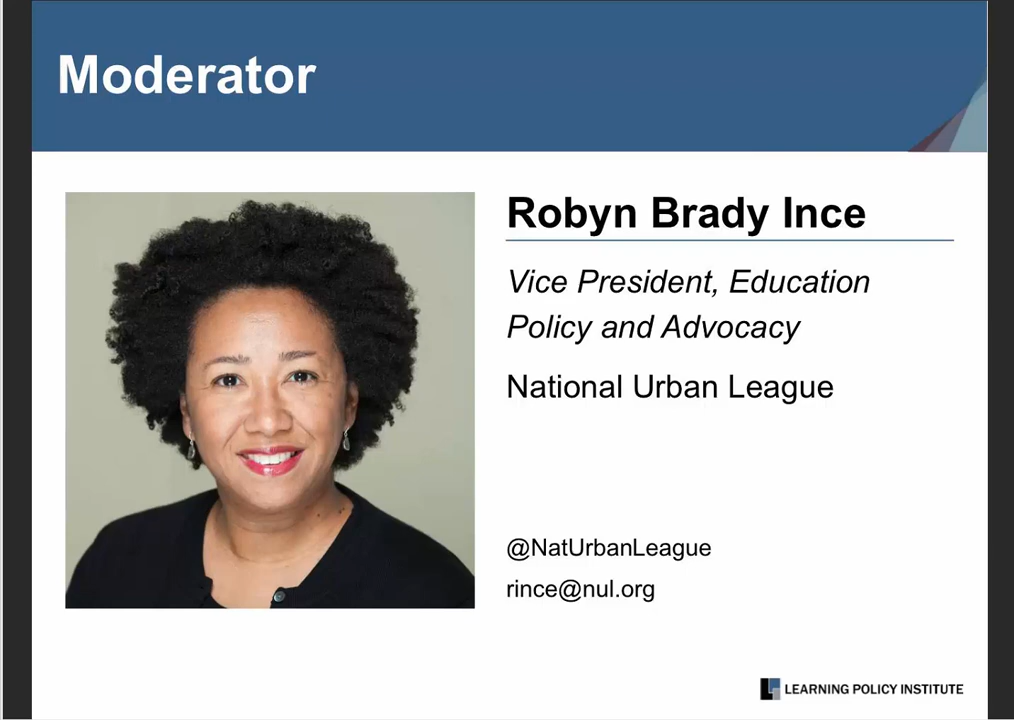 Moderator
Robyn Brady Ince
Vice President, Education
Policy and Advocacy
National Urban League
@NatUrbanLeague
rince@nul.org
LEARNING POLICY INSTITUTE